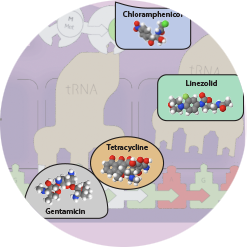 Chloramphenicol
Linezolid
tRNA
tRNA
Tetracycline
Gentamicin